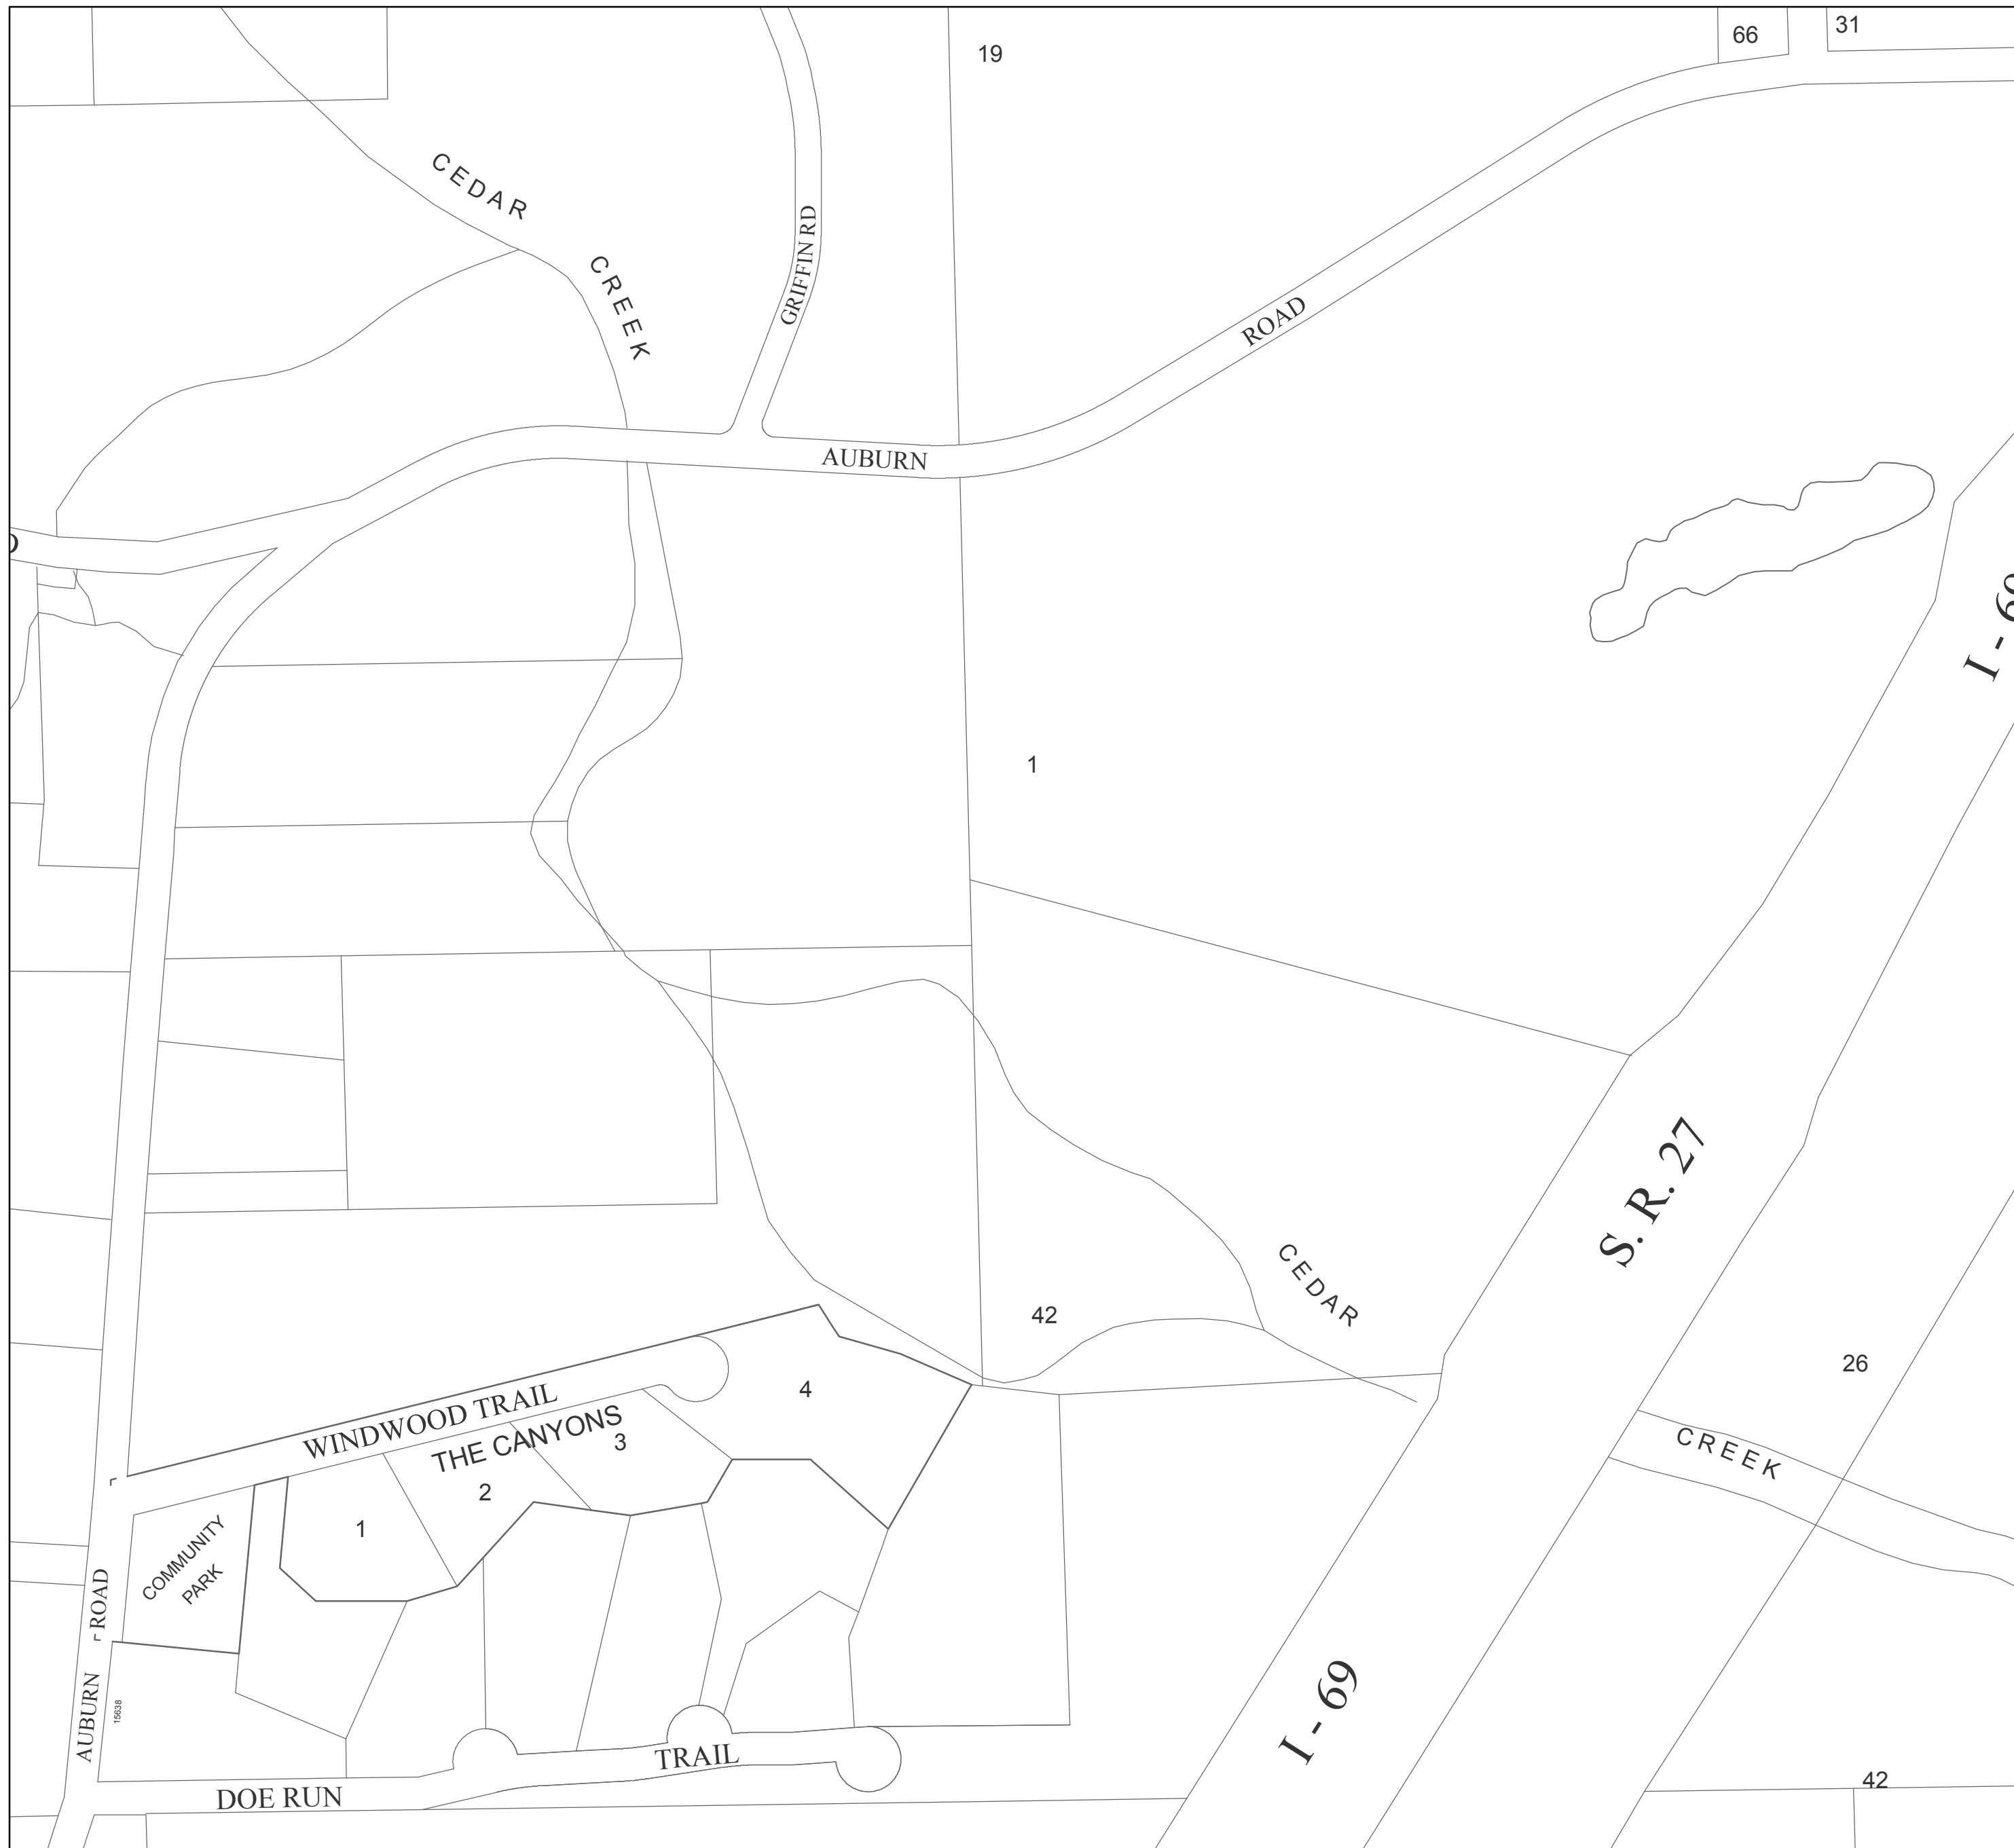 66
31
19
CEDAR
CREEK
GRIFFIN RD
ROAD
AUBURN
I - 69
1
S. R. 27
CEDAR
42
26
4
WINDWOOD TRAIL
THE CANYONS
3
2
1
CREEK
COMMUNITY
PARK
ROAD
AUBURN
15638
I - 69
TRAIL
DOE RUN
42